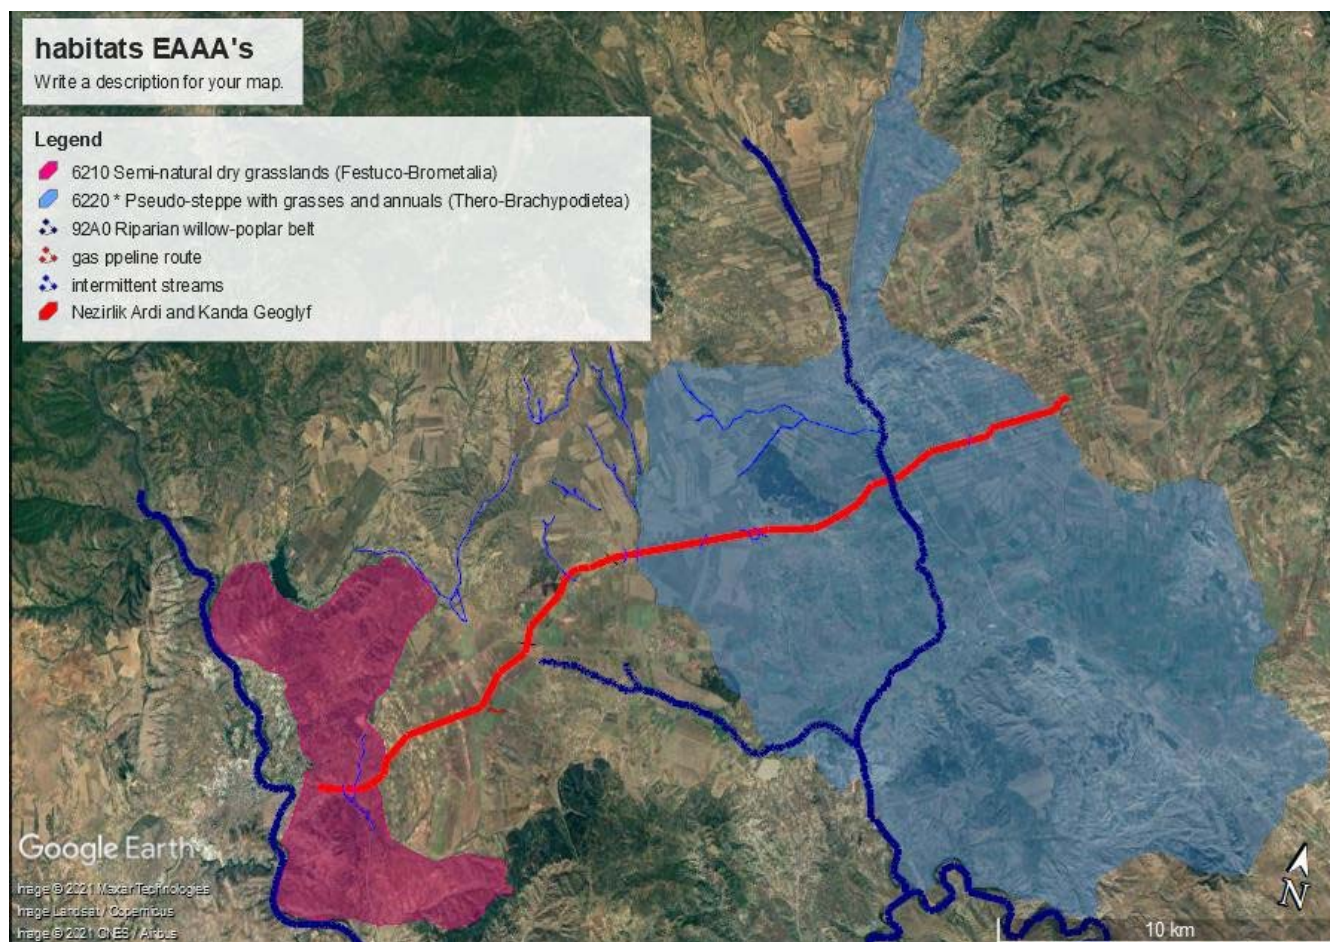 habitats EAAA's
Write a description for your map.
Legend
6210 Semi-natural dry grasslands (Festuco-Brometalia)
6220 * Pseudo-steppe with grasses and annuals (Thero-Brachypodietea)
92A0 Riparian willow-poplar belt
gas ppeline route
intermittent streams
Nezirlik Ardi and Kanda Geoglyf
Google Earth
Image © 2021 Maxar Technologies
Image Landsat / Copernicus
Image © 2021 CNES / Airbus
N
10 km